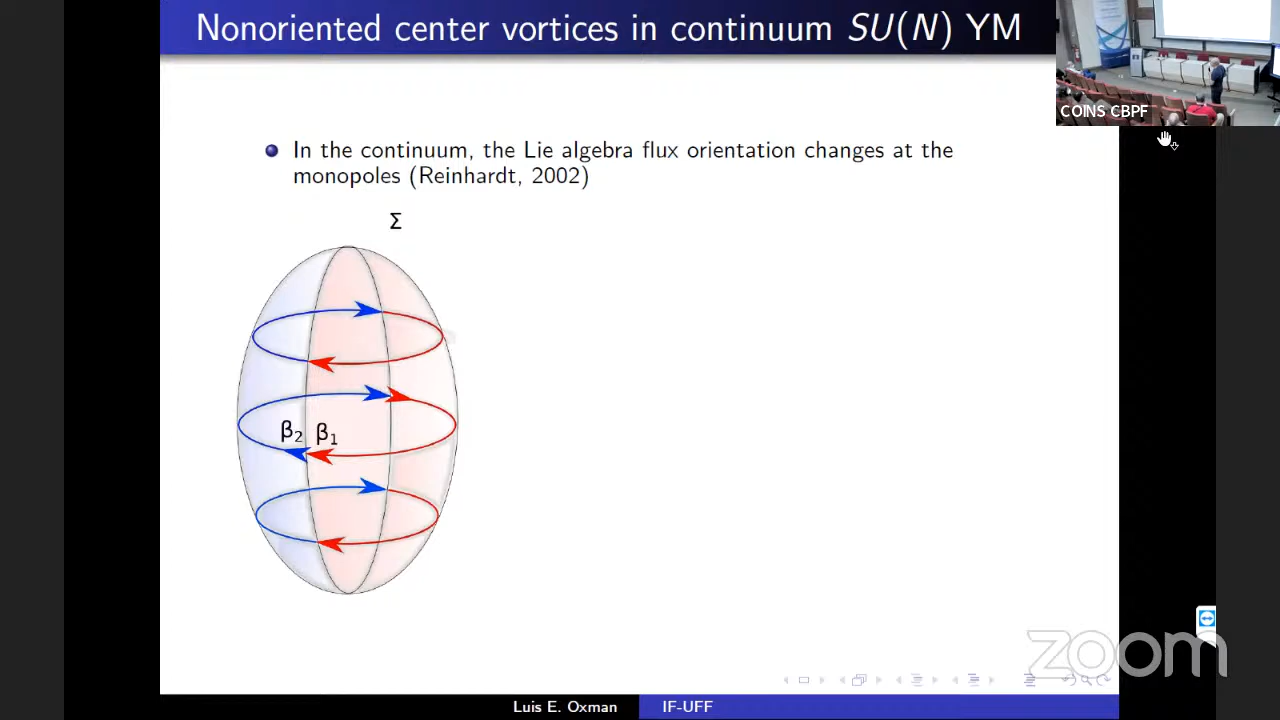 Nonoriented center vortices in continuum SU(N) YM
COINS CBPF
In the continuum, the Lie algebra flux orientation changes at the
monopoles (Reinhardt, 2002)
Σ
β₂ β₁
zoom
Luis E. Oxman IF-UFF